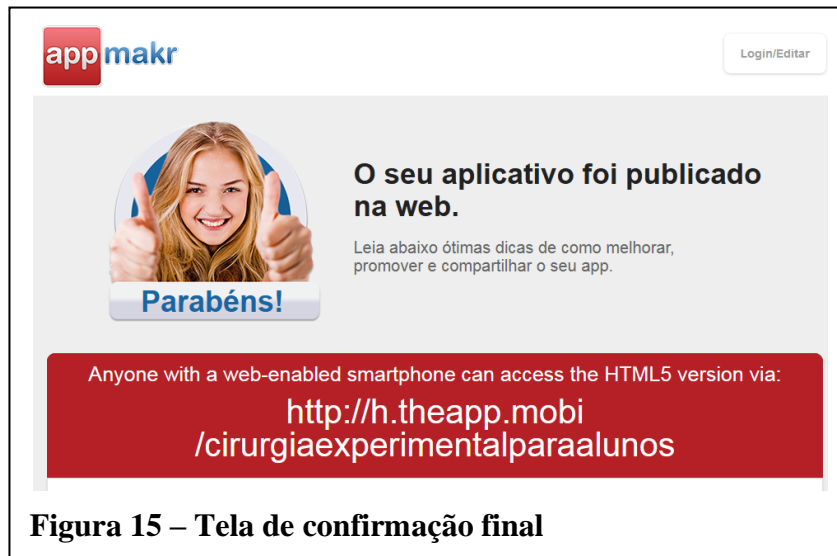 appmakr
Login/Editar
O seu aplicativo foi publicado
na web.
Leia abaixo ótimas dicas de como melhorar,
promover e compartilhar o seu app.
Parabéns!
Anyone with a web-enabled smartphone can access the HTML5 version via:
http://h.theapp.mobi
/cirurgiaexperimentalparaalunos
Figura 15 – Tela de confirmação final